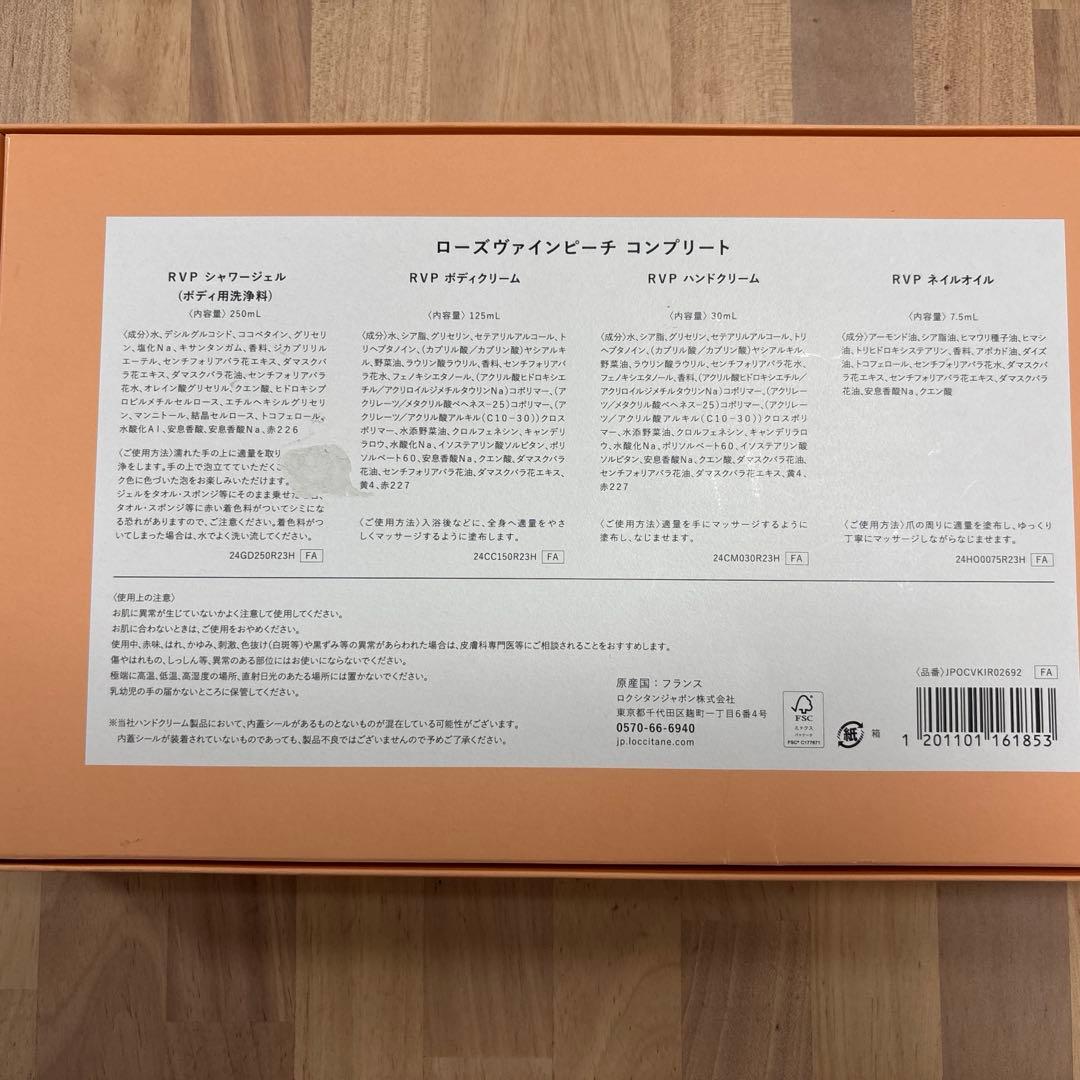 ローズヴァインピーチ コンプリート
RVP シャワージェル
(ボディ用洗浄料)
〈内容量〉250mL
〈成分〉水、デシルグルコシド、ココベタイン、グリセリ
ン、塩化Na、キサンタンガム、香料、ジカプリリル
エーテル、センチフォリアバラ花エキス、ダマスクバ
ラ花エキス、ダマスクバラ花油、センチフォリアバラ
花水、オレイン酸グリセリル、クエン酸、ヒドロキシプ
ロピルメチルセルロース、エチルヘキシルグリセリ
ン、マンニトール、結晶セルロース、トコフェロール、
水酸化Al、安息香酸、安息香酸Na、赤226
〈ご使用方法〉濡れた手の上に適量を取り
浄をします。手の上で泡立てていただくこ
ク色に色づいた泡をお楽しみいただけます。
ジェルをタオル・スポンジ等にそのまま乗せた
タオル・スポンジ等に赤い着色料がついてシミにな
る恐れがありますので、ご注意ください。着色料がつ
いてしまった場合は、水でよく洗い流してください。
24GD250R23H FA
RVP ボディクリーム
〈内容量〉125mL
〈成分〉水、シア脂、グリセリン、セテアリルアルコール、ト
リヘプタノイン、(カプリル酸/カプリン酸)ヤシアルキ
ル、野菜油、ラウリン酸ラウリル、香料、センチフォリアバ
ラ花水、フェノキシエタノール、(アクリル酸ヒドロキシエチル
/アクリロイルジメチルタウリンNa)コポリマー、(アクリ
レーツ/メタクリル酸ベヘネス-25)コポリマー、(ア
クリレーツ/アクリル酸アルキル(C10-30))クロス
ポリマー、水添野菜油、クロルフェネシン、キャンデリラ
ロウ、水酸化Na、イソステアリン酸ソルビタン、ポリ
ソルベート60、安息香酸Na、クエン酸、ダマスクバラ
花油、センチフォリアバラ花油、ダマスクバラ花エキス、
黄4、赤227
〈ご使用方法〉入浴後などに、全身へ適量をやさ
しくマッサージするように塗布します。
24CC150R23H FA
RVP ハンドクリーム
〈内容量〉30mL
〈成分〉水、シア脂、グリセリン、セテアリルアルコール、トリ
ヘプタノイン、(カプリル酸/カプリン酸)ヤシアルキル、
野菜油、ラウリン酸ラウリル、センチフォリアバラ花水、
フェノキシエタノール、香料、(アクリル酸ヒドロキシエチル/
アクリロイルジメチルタウリンNa)コポリマー、(アクリレー
ツ/メタクリル酸ベヘネス-25)コポリマー、(アクリレー
ツ/アクリル酸アルキル(C10-30))クロスポリ
マー、水添野菜油、クロルフェネシン、キャンデリラロ
ウ、水酸化Na、ポリソルベート60、イソステアリン酸
ソルビタン、安息香酸Na、クエン酸、ダマスクバラ花油、
センチフォリアバラ花油、ダマスクバラ花エキス、黄4、
赤227
〈ご使用方法〉適量を手にマッサージするように
塗布し、なじませます。
24CM030R23H FA
RVP ネイルオイル
〈内容量〉7.5mL
〈成分〉アーモンド油、シア脂油、ヒマワリ種子油、ヒマシ
油、トリヒドロキシステアリン、香料、アボカド油、ダイズ
油、トコフェロール、センチフォリアバラ花水、ダマスクバ
ラ花エキス、センチフォリアバラ花エキス、ダマスクバラ
花油、安息香酸Na、クエン酸
〈ご使用方法〉爪の周りに適量を塗布し、ゆっくり
丁寧にマッサージしながらなじませます。
24HO0075R23H FA
〈使用上の注意〉
お肌に異常が生じていないかよく注意して使用してください。
お肌に合わないときは、ご使用をおやめください。
使用中、赤味、はれ、かゆみ、刺激、色抜け(白斑等)や黒ずみ等の異常があらわれた場合は、皮膚科専門医等にご相談されることをおすすめします。
傷やはれもの、しっしん等、異常のある部位にはお使いにならないでください。
極端に高温、低温、高湿度の場所、直射日光のあたる場所には置かないでください。
乳幼児の手の届かないところに保管してください。
※当社ハンドクリーム製品において、内蓋シールがあるものとないものが混在している可能性がございます。
内蓋シールが装着されていないものであっても、製品不良ではございませんので予めご了承ください。
原産国:フランス
ロクシタンジャポン株式会社
東京都千代田区麹町一丁目6番4号
0570-66-6940
jp.loccitane.com
FSC
ミックス
パッケージ
FSC® C177871
紙
箱
〈品番〉JPOCVKIR02692 FA
1 201101 161853